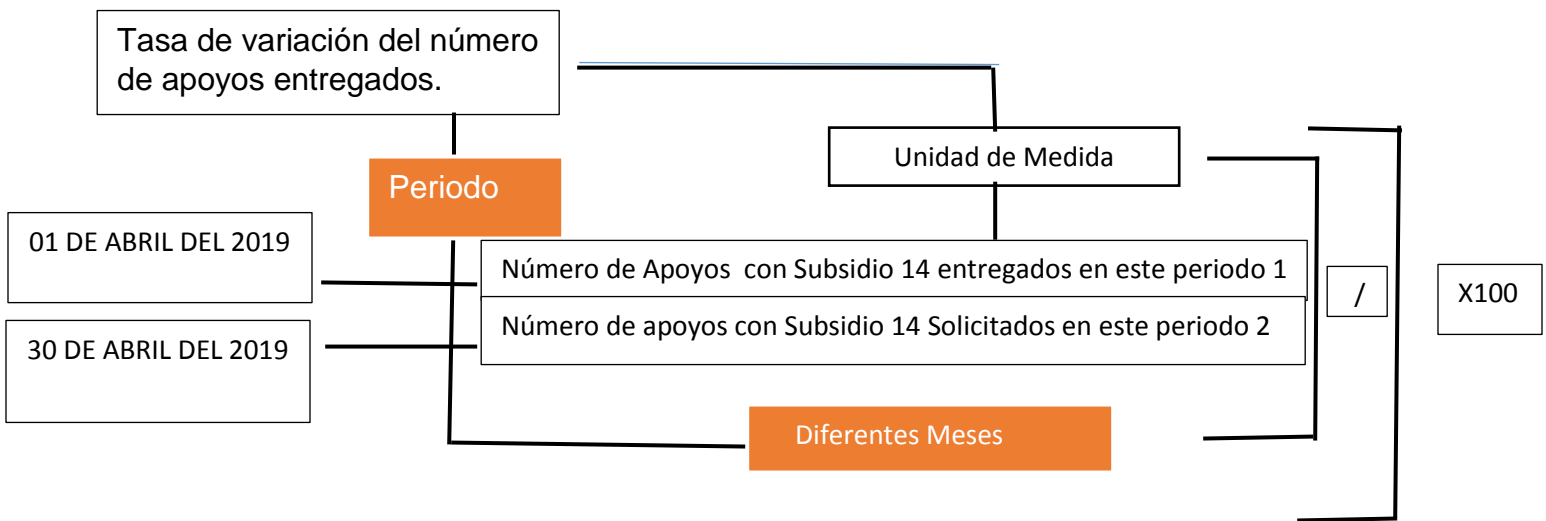 Tasa de variación del número
de apoyos entregados.
Unidad de Medida
Periodo
01 DE ABRIL DEL 2019
Número de Apoyos con Subsidio 14 entregados en este periodo 1
/
X100
Número de apoyos con Subsidio 14 Solicitados en este periodo 2
30 DE ABRIL DEL 2019
Diferentes Meses